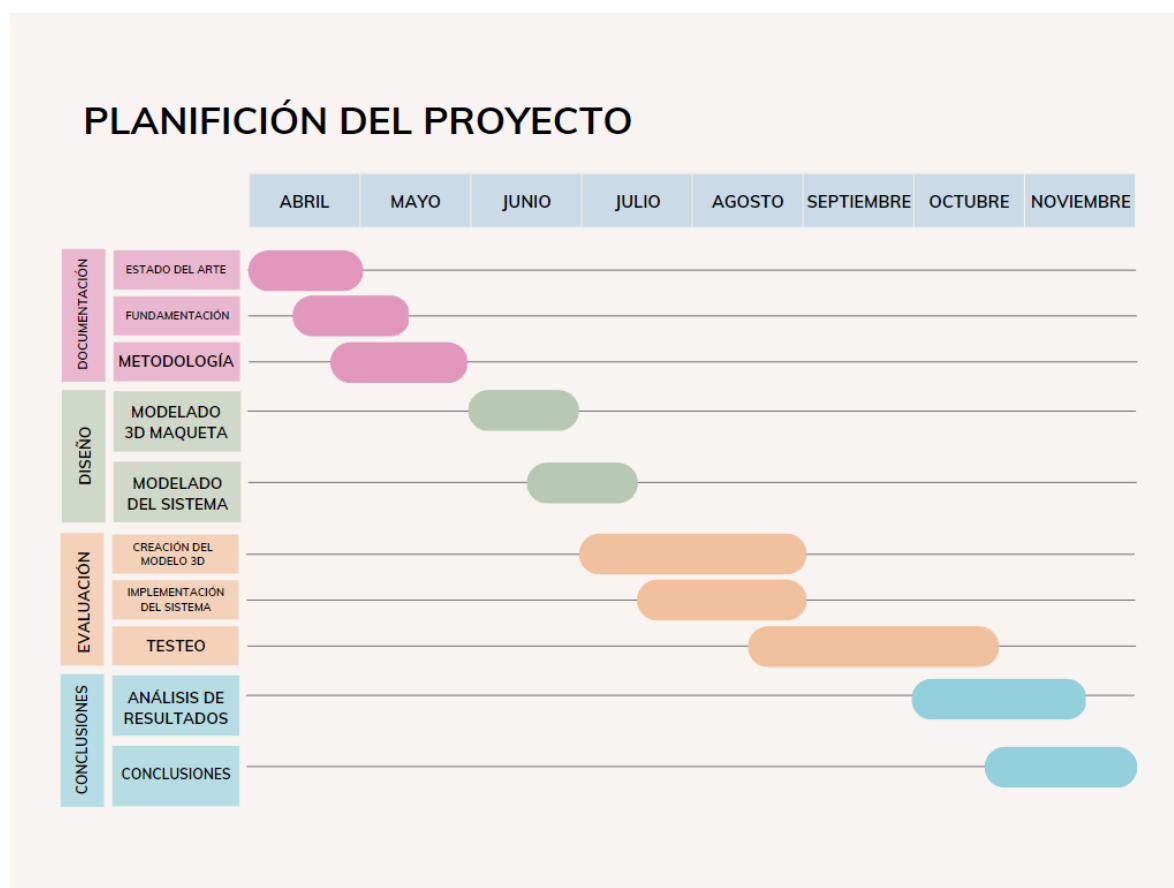 PLANIFICIÓN DEL PROYECTO
ABRIL MAYO JUNIO JULIO AGOSTO SEPTIEMBRE OCTUBRE NOVIEMBRE
DOCUMENTACIÓN
ESTADO DEL ARTE
FUNDAMENTACIÓN
METODOLOGÍA
DISEÑO
MODELADO
3D MAQUETA
MODELADO
DEL SISTEMA
EVALUACIÓN
CREACIÓN DEL
MODELO 3D
IMPLEMENTACIÓN
DEL SISTEMA
TESTEO
CONCLUSIONES
ANÁLISIS DE
RESULTADOS
CONCLUSIONES